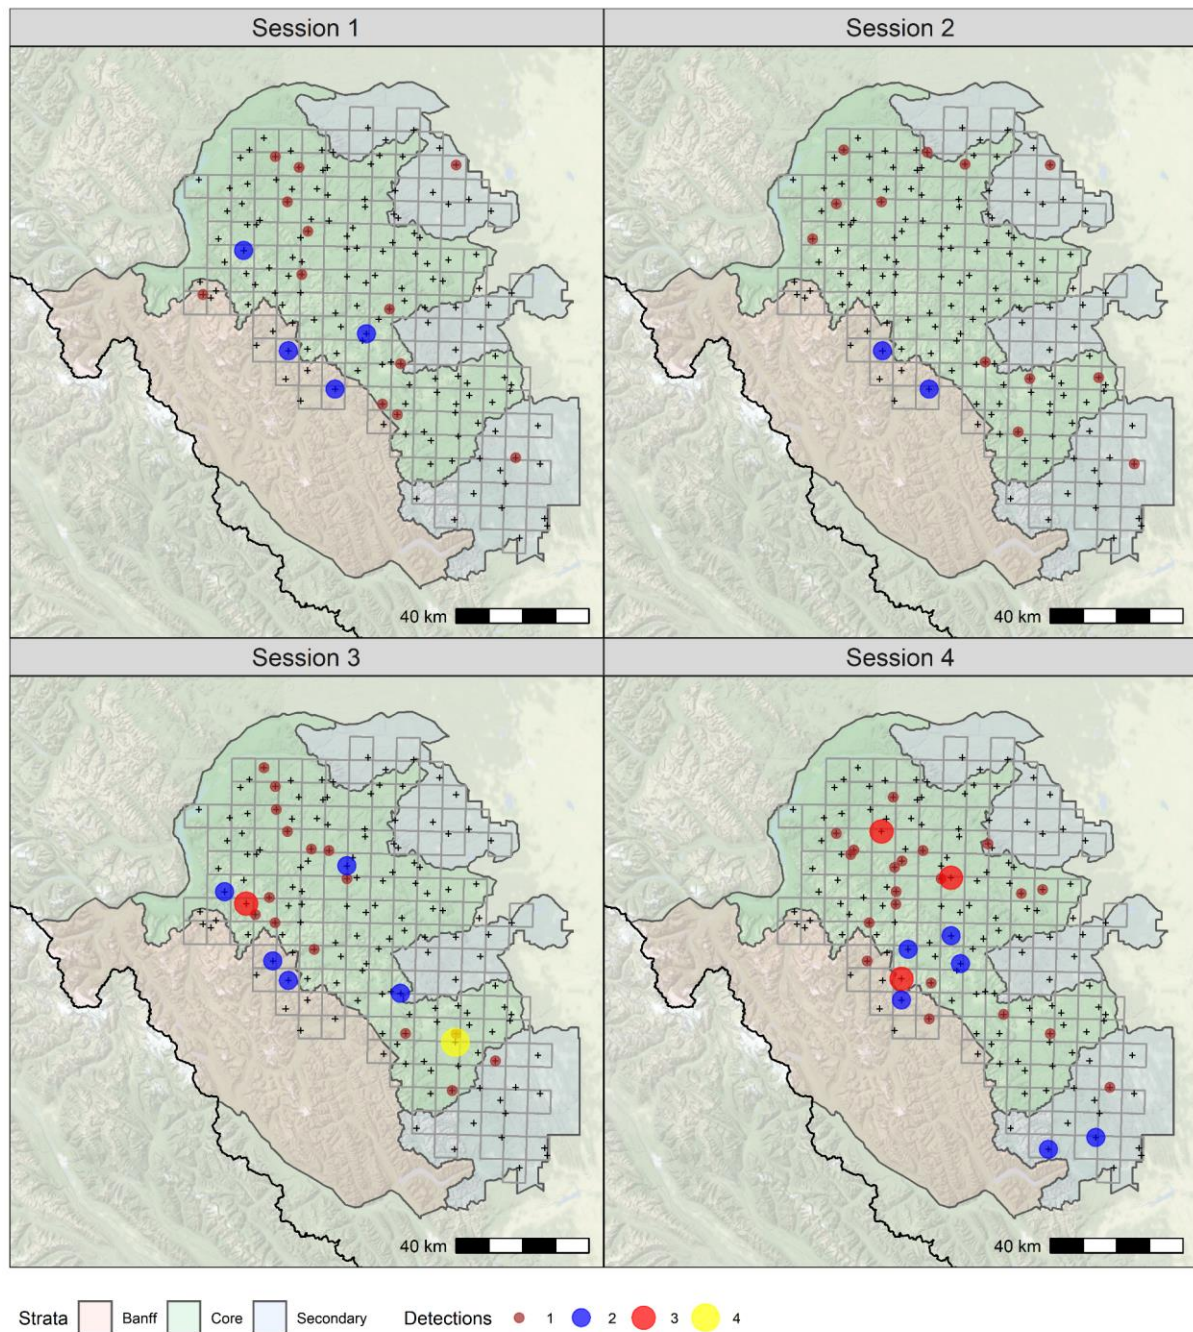 Session 1
Session 2
40 km
40 km
Session 3
Session 4
40 km
40 km
Strata Banff Core Secondary Detections 1 2 3 4